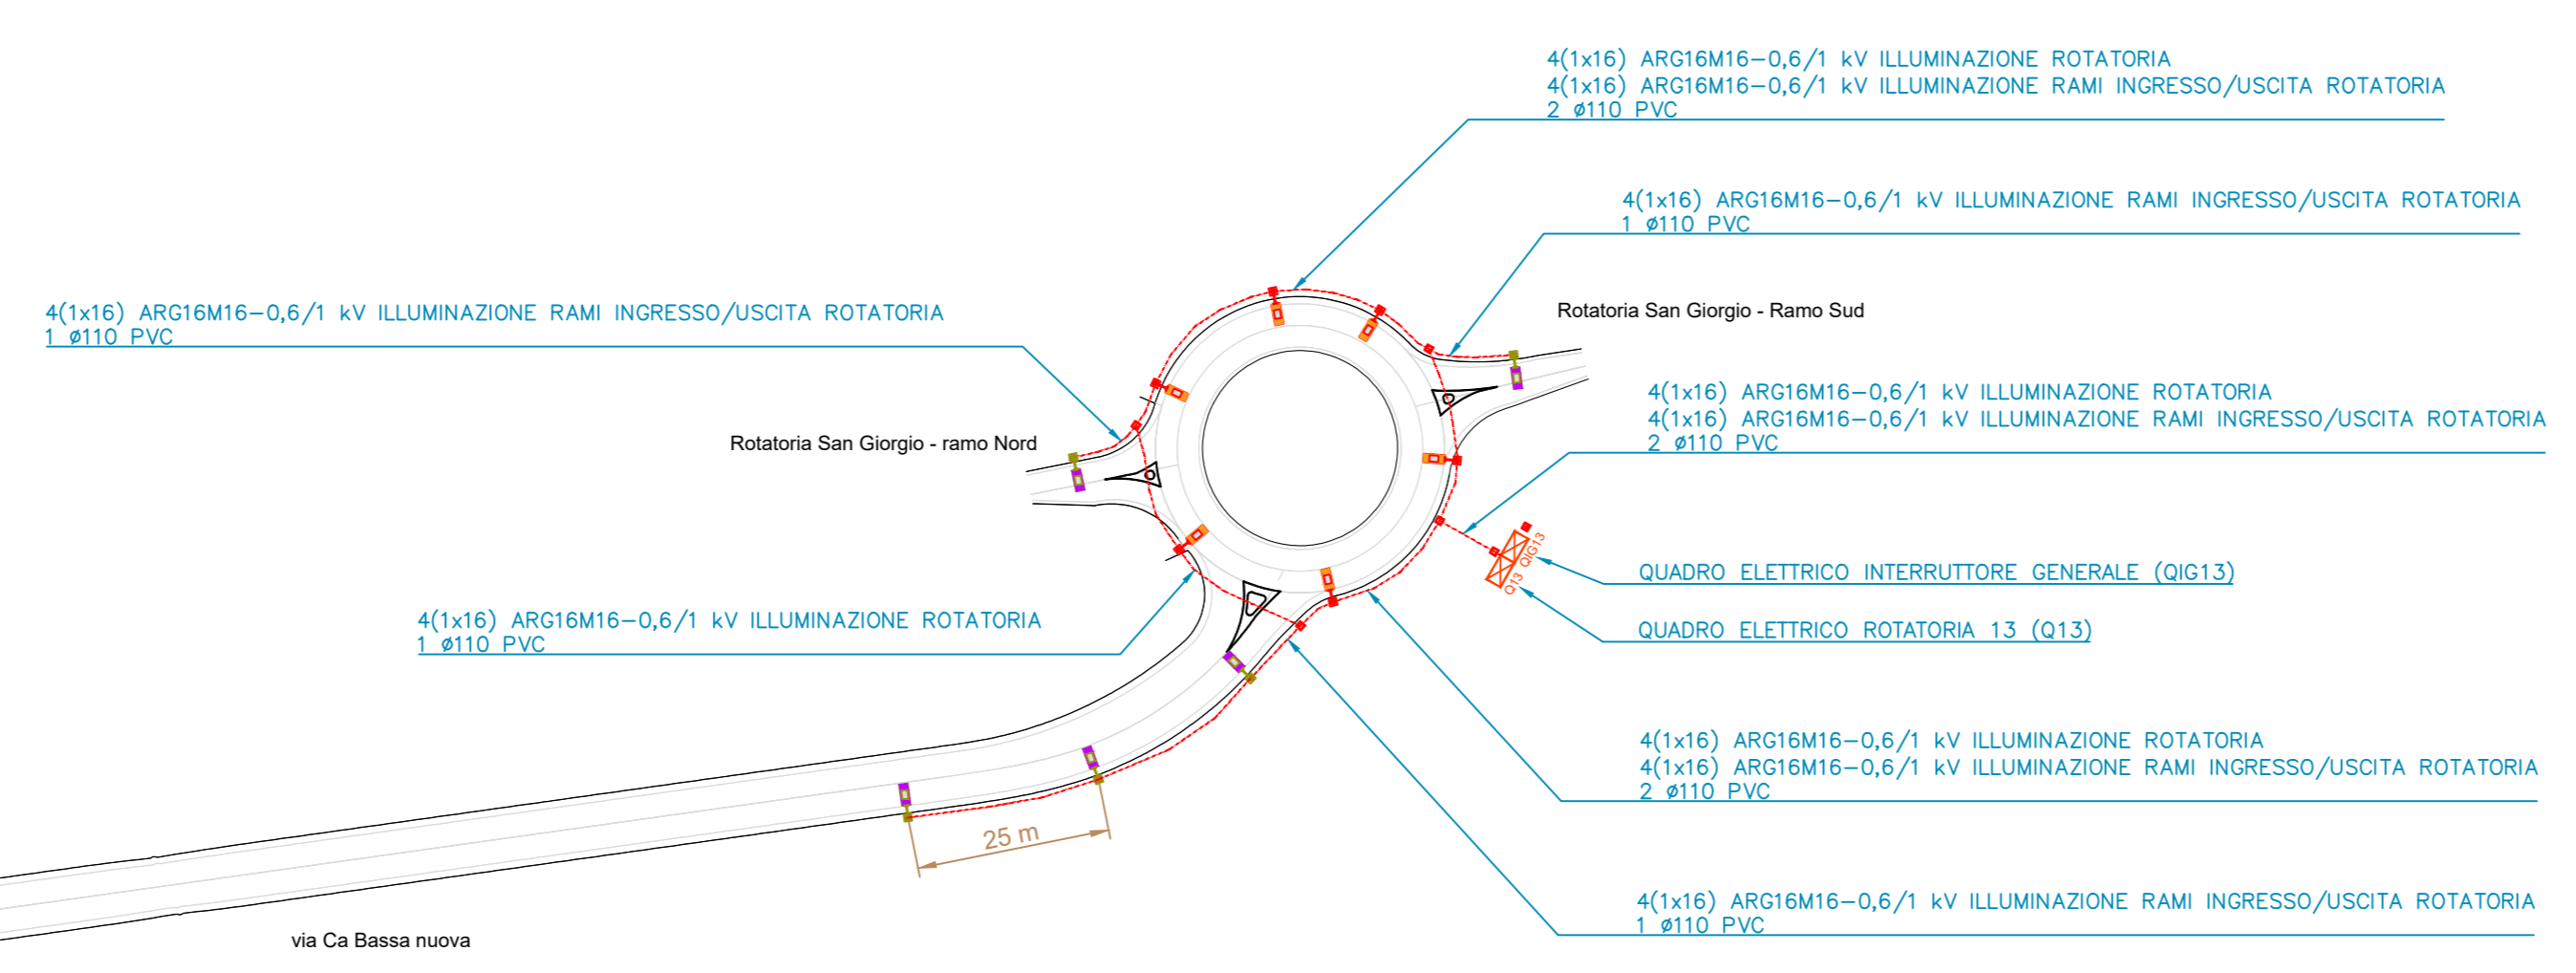 4(1x16) ARG16M16-0,6/1 kV ILLUMINAZIONE ROTATORIA
4(1x16) ARG16M16-0,6/1 kV ILLUMINAZIONE RAMI INGRESSO/USCITA ROTATORIA
2 ø110 PVC
4(1x16) ARG16M16-0,6/1 kV ILLUMINAZIONE RAMI INGRESSO/USCITA ROTATORIA
1 ø110 PVC
4(1x16) ARG16M16-0,6/1 kV ILLUMINAZIONE RAMI INGRESSO/USCITA ROTATORIA
1 ø110 PVC
Rotatoria San Giorgio - Ramo Sud
4(1x16) ARG16M16-0,6/1 kV ILLUMINAZIONE ROTATORIA
4(1x16) ARG16M16-0,6/1 kV ILLUMINAZIONE RAMI INGRESSO/USCITA ROTATORIA
2 ø110 PVC
Rotatoria San Giorgio - ramo Nord
QIG13
Q13
QUADRO ELETTRICO INTERRUTTORE GENERALE (QIG13)
QUADRO ELETTRICO ROTATORIA 13 (Q13)
4(1x16) ARG16M16-0,6/1 kV ILLUMINAZIONE ROTATORIA
1 ø110 PVC
4(1x16) ARG16M16-0,6/1 kV ILLUMINAZIONE ROTATORIA
4(1x16) ARG16M16-0,6/1 kV ILLUMINAZIONE RAMI INGRESSO/USCITA ROTATORIA
2 ø110 PVC
25 m
4(1x16) ARG16M16-0,6/1 kV ILLUMINAZIONE RAMI INGRESSO/USCITA ROTATORIA
1 ø110 PVC
via Ca Bassa nuova